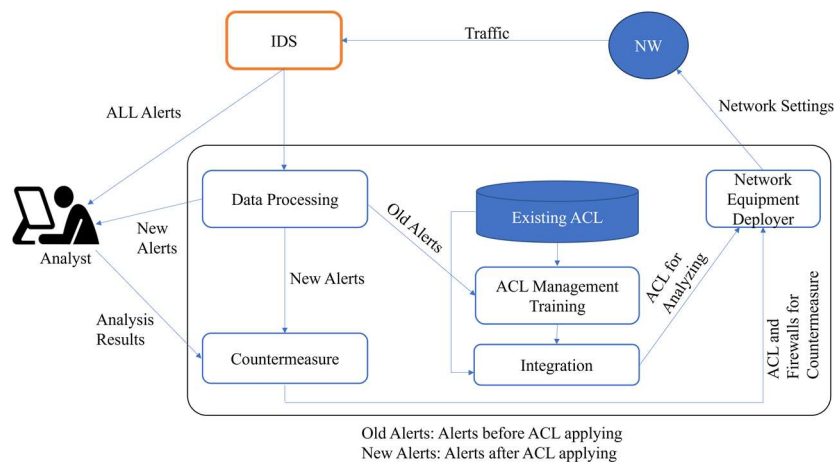 IDS
Traffic
NW
ALL Alerts
Network Settings
Data Processing
Old Alerts
Existing ACL
Network
Equipment
Deployer
New
Alerts
Analyst
New Alerts
ACL Management
Training
ACL for
Analyzing
Analysis
Results
Countermeasure
Integration
ACL and
Firewalls for
Countermeasure
Old Alerts: Alerts before ACL applying
New Alerts: Alerts after ACL applying